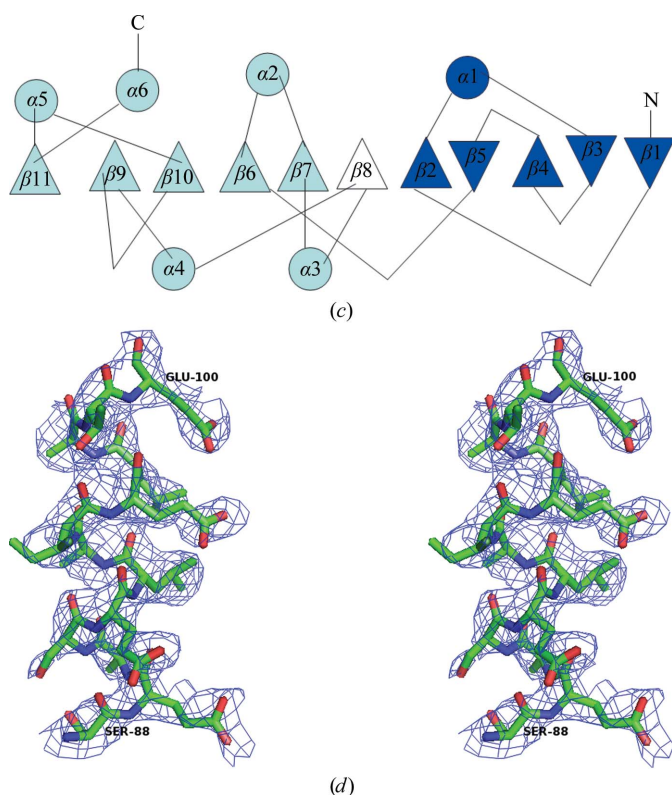 C
α5 α6 α2 α1 N
β11 β9 β10 β6 β7 β8 β2 β5 β4 β3 β1
α4 α3
(c)
GLU-100 GLU-100
SER-88 SER-88
(d)